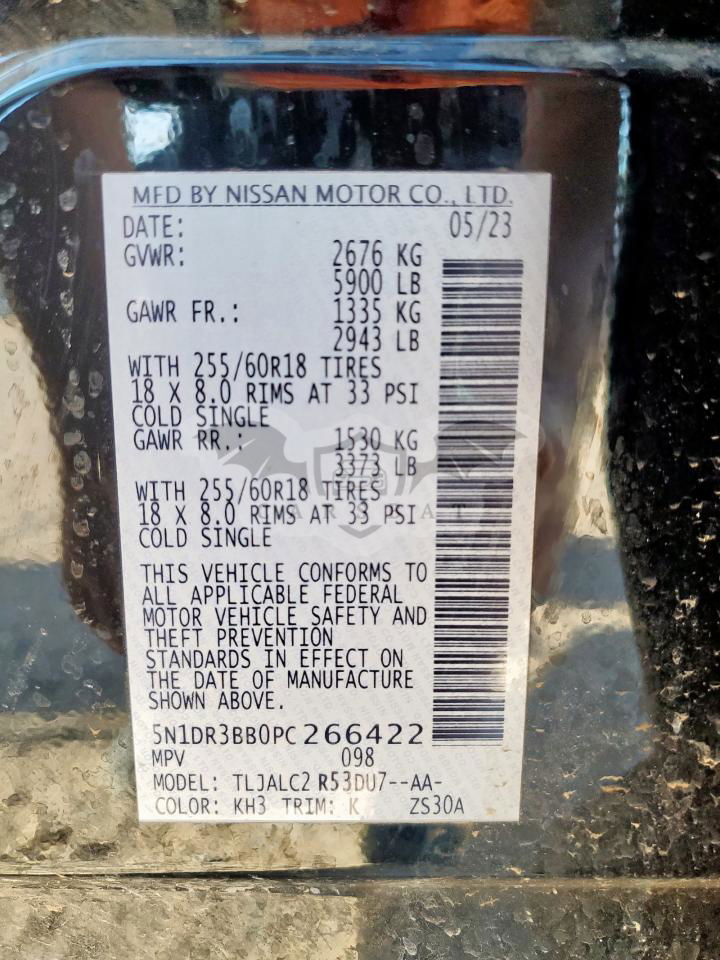 MFD BY NISSAN MOTOR CO., LTD.
DATE: 05/23
GVWR: 2676 KG
5900 LB
GAWR FR.: 1335 KG
2943 LB
WITH 255/60R18 TIRES
18 X 8.0 RIMS AT 33 PSI
COLD SINGLE
GAWR RR.: 1530 KG
3373 LB
WITH 255/60R18 TIRES
18 X 8.0 RIMS AT 33 PSI
COLD SINGLE
THIS VEHICLE CONFORMS TO
ALL APPLICABLE FEDERAL
MOTOR VEHICLE SAFETY AND
THEFT PREVENTION
STANDARDS IN EFFECT ON
THE DATE OF MANUFACTURE
SHOWN ABOVE.
5N1DR3BB0PC266422
MPV 098
MODEL: TLJALC2 R53DU7--AA-
COLOR: KH3 TRIM: K ZS30A